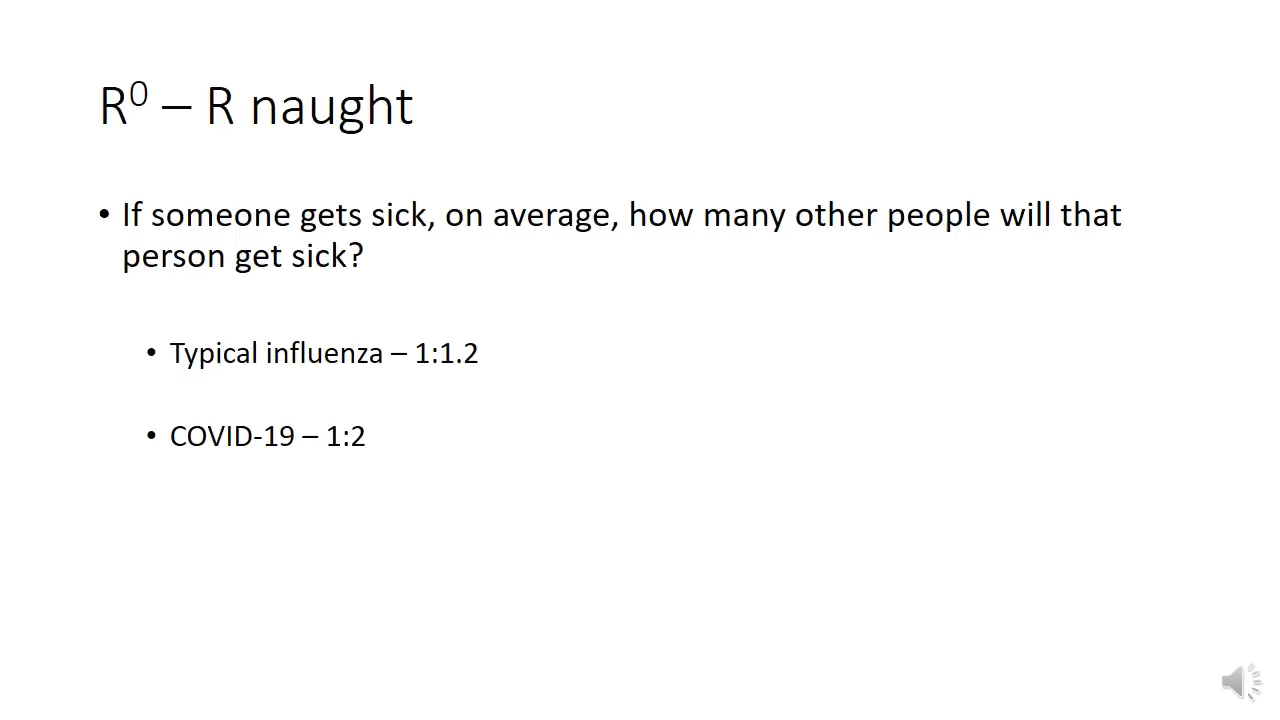 R⁰ – R naught
• If someone gets sick, on average, how many other people will that
person get sick?
• Typical influenza – 1:1.2
• COVID-19 – 1:2